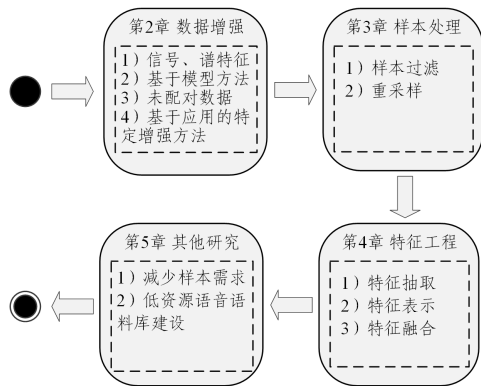 第2章 数据增强
1）信号、谱特征
2）基于模型方法
3）未配对数据
4）基于应用的特
定增强方法
第3章 样本处理
1）样本过滤
2）重采样
第4章 特征工程
1）特征抽取
2）特征表示
3）特征融合
第5章 其他研究
1）减少样本需求
2）低资源语音语
料库建设